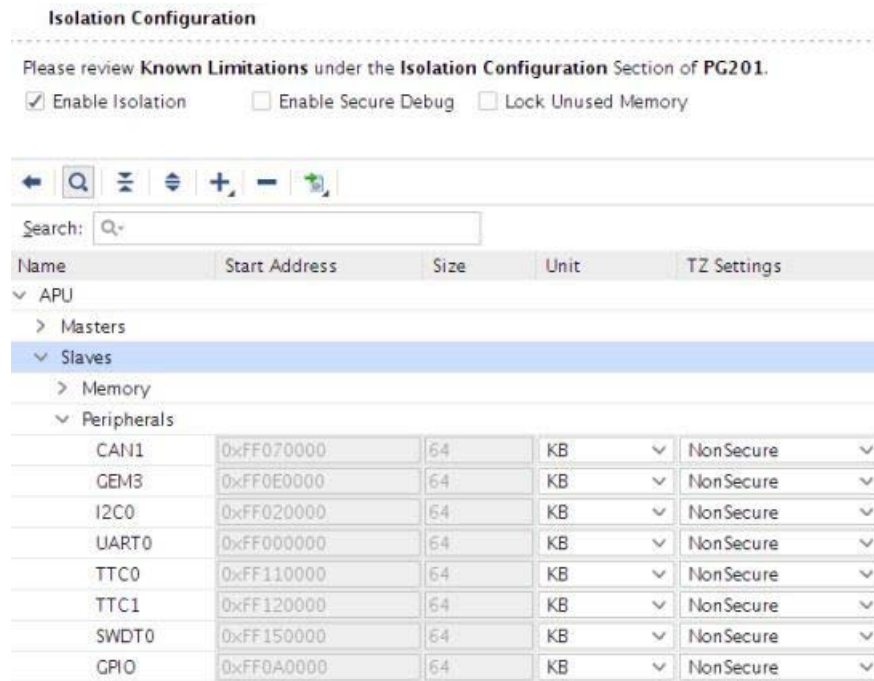 Isolation Configuration
Please review Known Limitations under the Isolation Configuration Section of PG201.
Enable Isolation Enable Secure Debug Lock Unused Memory
Search:
Name Start Address Size Unit TZ Settings
APU
Masters
Slaves
Memory
Peripherals
CAN1 0xFF070000 64 KB NonSecure
GEM3 0xFF0E0000 64 KB NonSecure
I2C0 0xFF020000 64 KB NonSecure
UART0 0xFF000000 64 KB NonSecure
TTC0 0xFF110000 64 KB NonSecure
TTC1 0xFF120000 64 KB NonSecure
SWDT0 0xFF150000 64 KB NonSecure
GPIO 0xFF0A0000 64 KB NonSecure